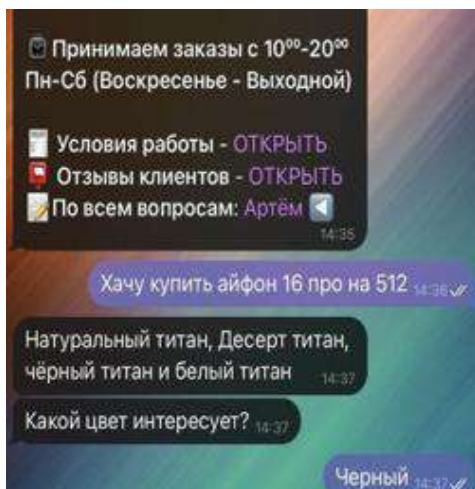 Принимаем заказы с 10⁰⁰-20⁰⁰
Пн-Сб (Воскресенье - Выходной)
Условия работы - ОТКРЫТЬ
Отзывы клиентов - ОТКРЫТЬ
По всем вопросам: Артём
14:35
Хачу купить айфон 16 про на 512 14:36
Натуральный титан, Десерт титан,
чёрный титан и белый титан 14:37
Какой цвет интересует? 14:37
Черный 14:37